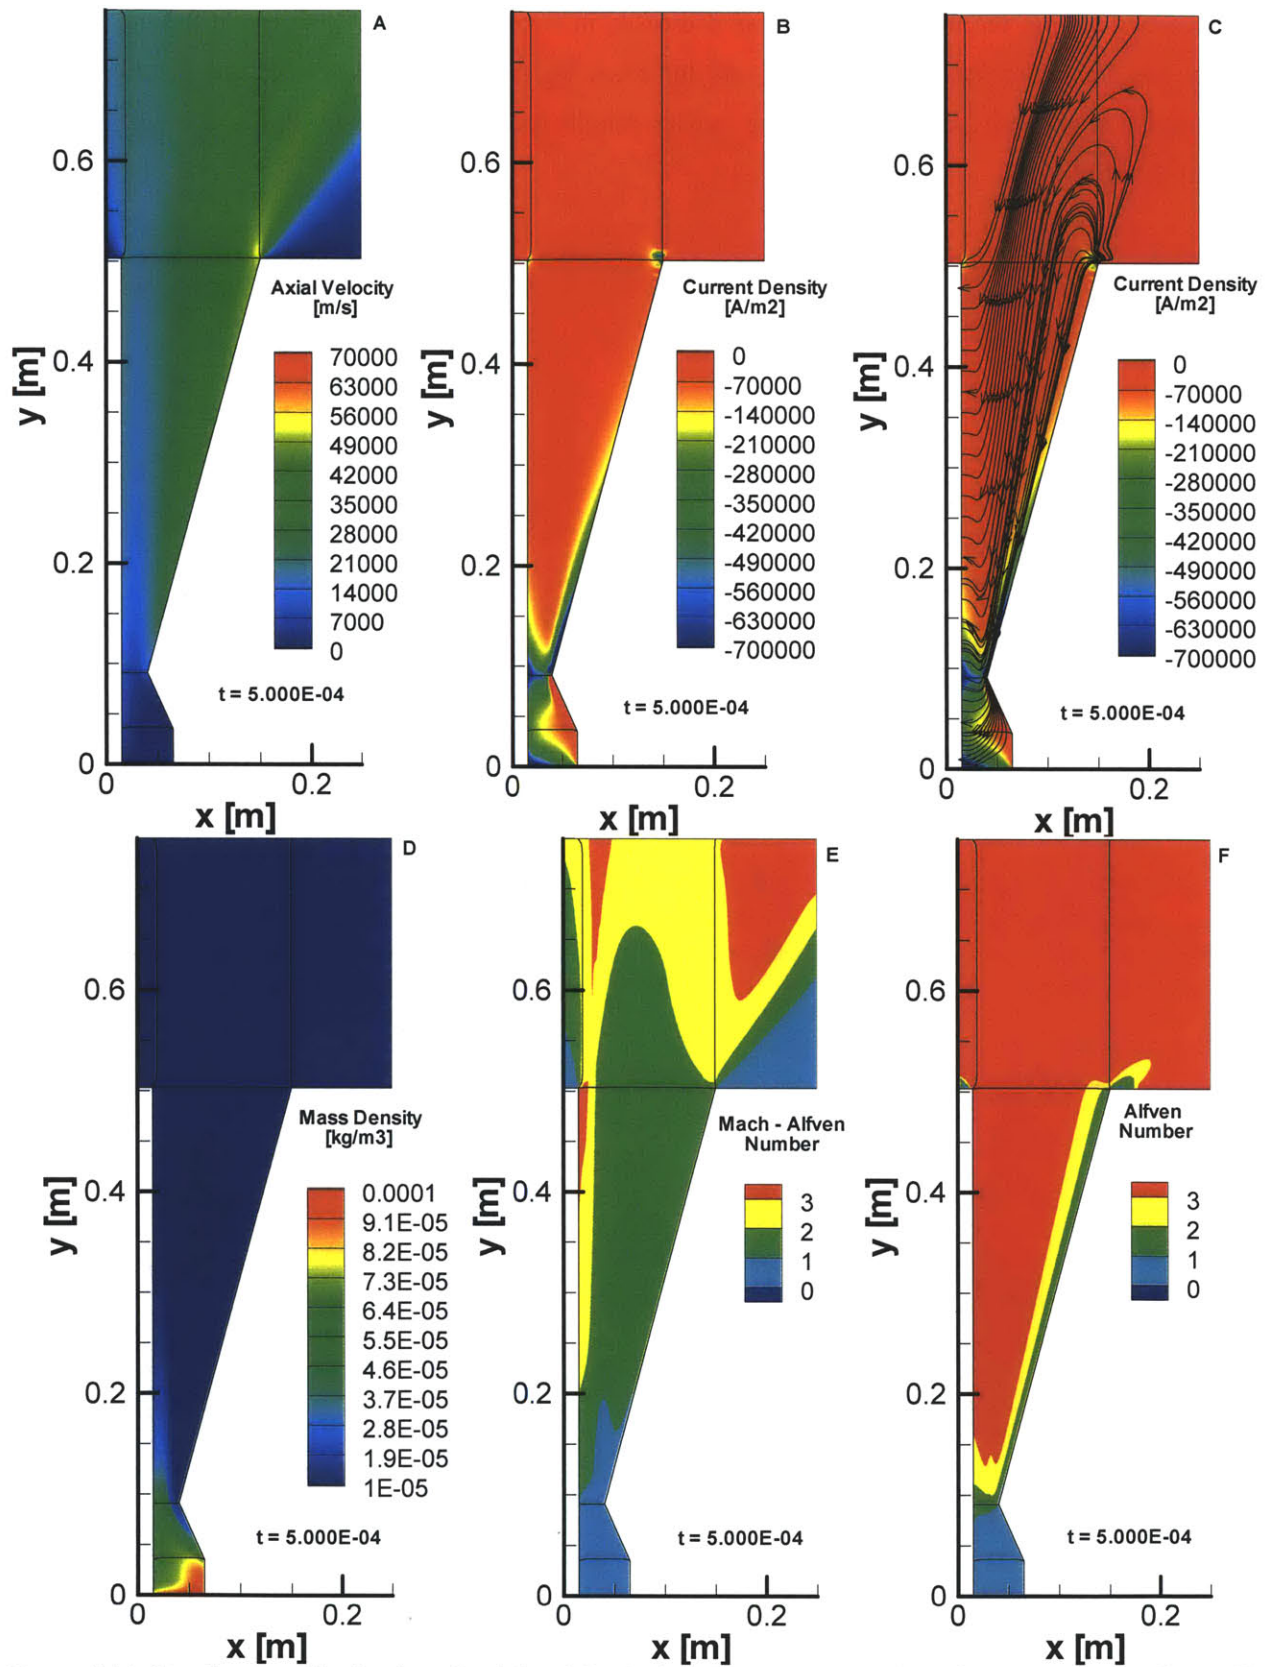 A
0.6
0.4
0.2
0
y [m]
Axial Velocity
[m/s]
70000
63000
56000
49000
42000
35000
28000
21000
14000
7000
0
t = 5.000E-04
0
0.2
x [m]
B
0.6
0.4
0.2
0
y [m]
Current Density
[A/m2]
0
-70000
-140000
-210000
-280000
-350000
-420000
-490000
-560000
-630000
-700000
t = 5.000E-04
0
0.2
x [m]
C
0.6
0.4
0.2
0
y [m]
Current Density
[A/m2]
0
-70000
-140000
-210000
-280000
-350000
-420000
-490000
-560000
-630000
-700000
t = 5.000E-04
0
0.2
x [m]
D
0.6
0.4
0.2
0
y [m]
Mass Density
[kg/m3]
0.0001
9.1E-05
8.2E-05
7.3E-05
6.4E-05
5.5E-05
4.6E-05
3.7E-05
2.8E-05
1.9E-05
1E-05
t = 5.000E-04
0
0.2
x [m]
E
0.6
0.4
0.2
0
y [m]
Mach - Alfven
Number
3
2
1
0
t = 5.000E-04
0
0.2
x [m]
F
0.6
0.4
0.2
0
y [m]
Alfven
Number
3
2
1
0
t = 5.000E-04
0
0.2
x [m]